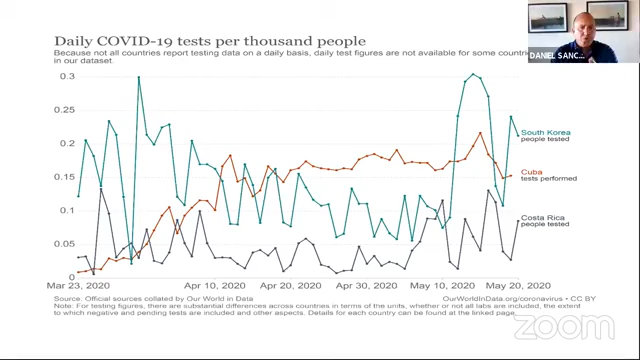 Daily COVID-19 tests per thousand people
Because not all countries report testing data on a daily basis, daily test figures are not available for some countri
in our dataset.
DANIEL SANC...
0.3
0.25
0.2
0.15
0.1
0.05
0
South Korea
people tested
Cuba
tests performed
Costa Rica
people tested
Mar 23, 2020
Apr 10, 2020
Apr 20, 2020
Apr 30, 2020
May 10, 2020
May 20, 2020
Source: Official sources collated by Our World in Data
OurWorldInData.org/coronavirus • CC BY
Note: For testing figures, there are substantial differences across countries in terms of the units, whether or not all labs are included, the extent
to which negative and pending tests are included and other aspects. Details for each country can be found at the linked page.
zoom